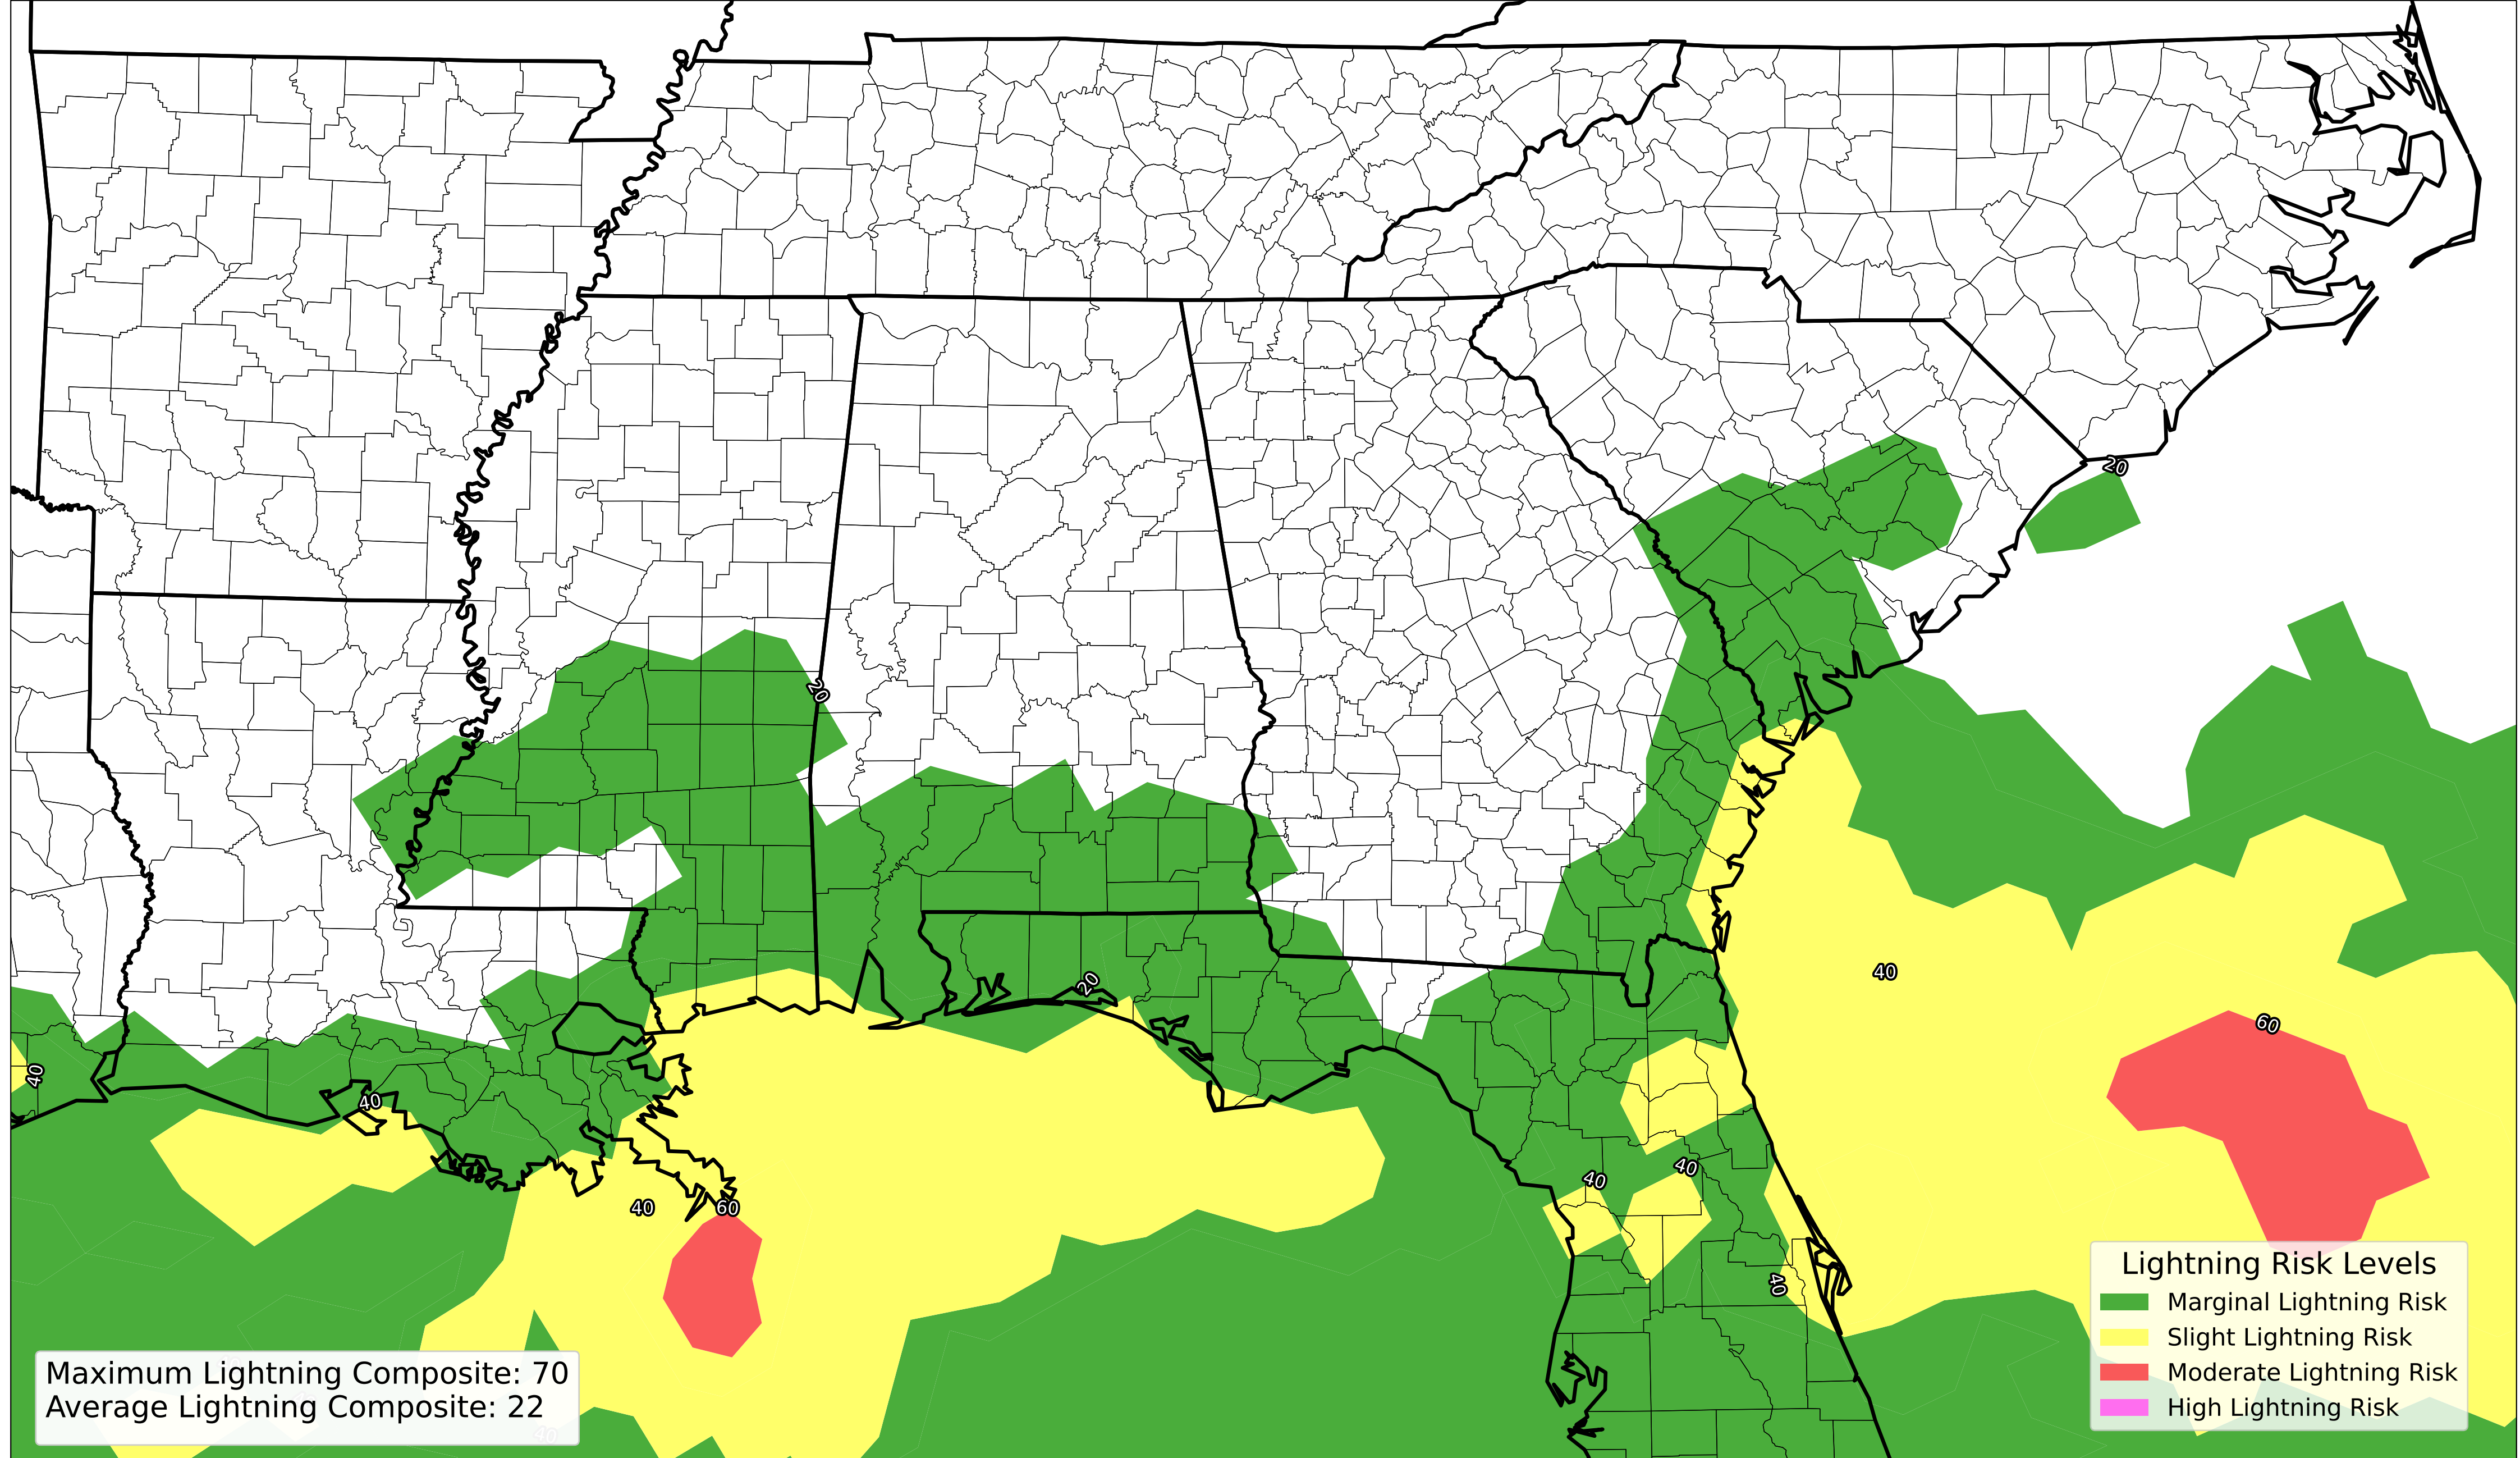 20
20
40
20
60
40
40
40
40
40
60
40
Lightning Risk Levels
Marginal Lightning Risk
Slight Lightning Risk
Moderate Lightning Risk
High Lightning Risk
Maximum Lightning Composite: 70
Average Lightning Composite: 22
40